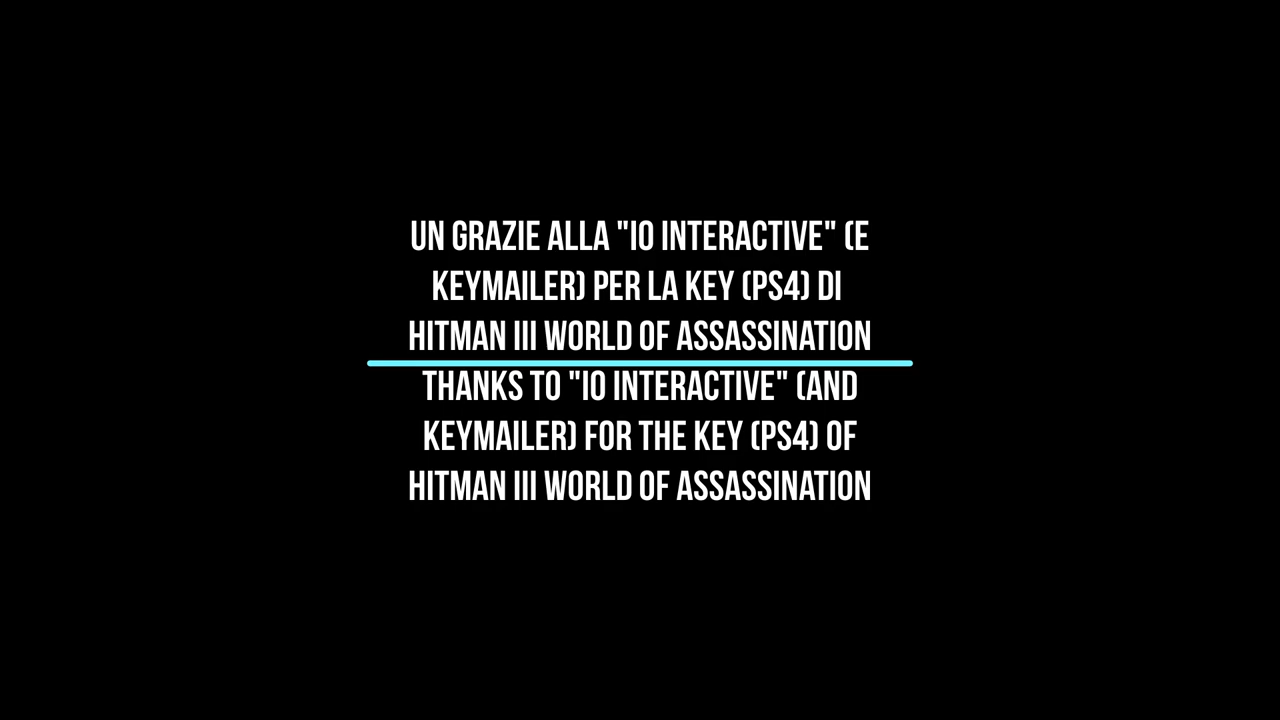 UN GRAZIE ALLA "IO INTERACTIVE" (E
KEYMAILER) PER LA KEY (PS4) DI
HITMAN III WORLD OF ASSASSINATION
THANKS TO "IO INTERACTIVE" (AND
KEYMAILER) FOR THE KEY (PS4) OF
HITMAN III WORLD OF ASSASSINATION